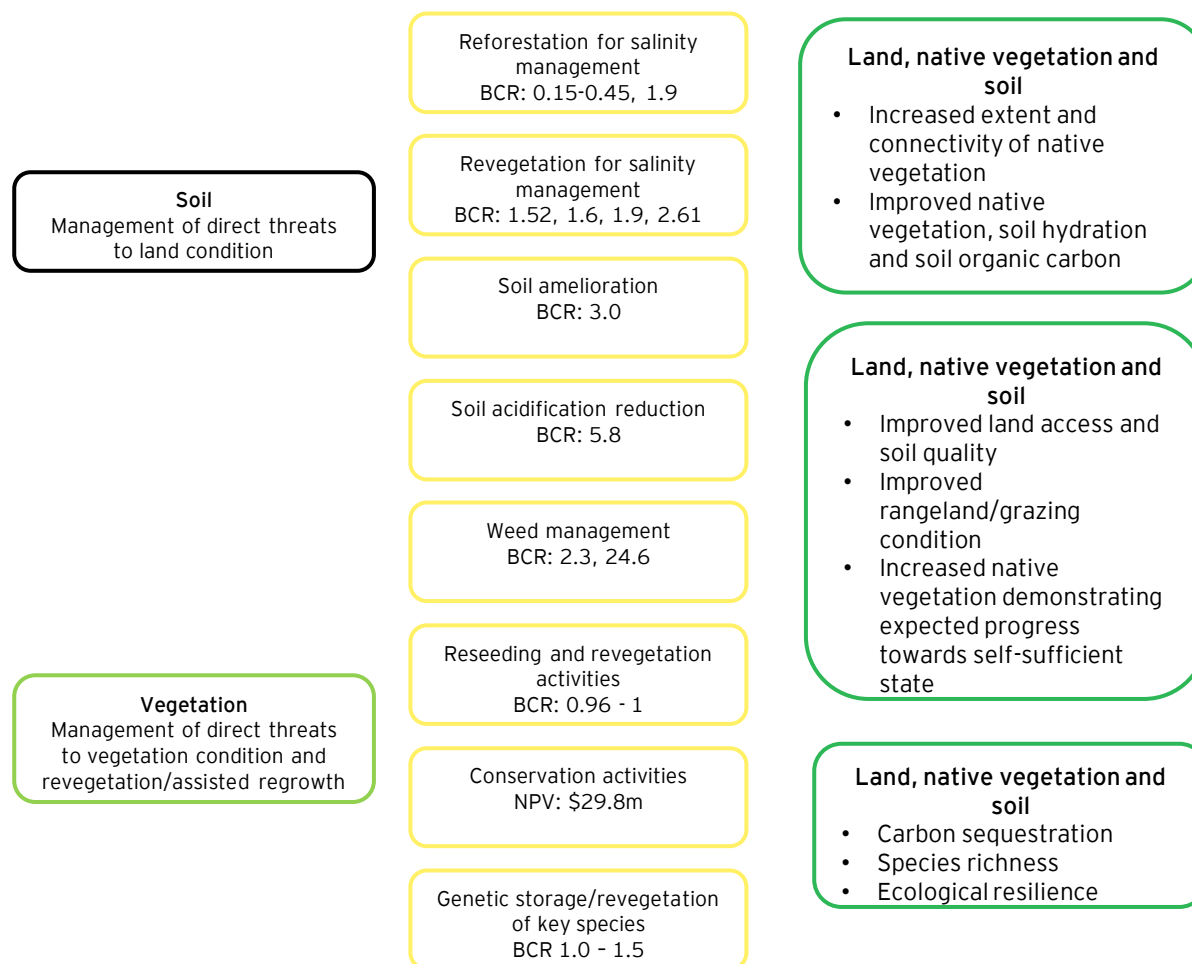 Soil
Management of direct threats
to land condition
Vegetation
Management of direct threats
to vegetation condition and
revegetation/assisted regrowth
Reforestation for salinity
management
BCR: 0.15-0.45, 1.9
Revegetation for salinity
management
BCR: 1.52, 1.6, 1.9, 2.61
Soil amelioration
BCR: 3.0
Soil acidification reduction
BCR: 5.8
Weed management
BCR: 2.3, 24.6
Reseeding and revegetation
activities
BCR: 0.96 - 1
Conservation activities
NPV: $29.8m
Genetic storage/revegetation
of key species
BCR 1.0 – 1.5
Land, native vegetation and
soil
• Increased extent and
connectivity of native
vegetation
• Improved native
vegetation, soil hydration
and soil organic carbon
Land, native vegetation and
soil
• Improved land access and
soil quality
• Improved
rangeland/grazing
condition
• Increased native
vegetation demonstrating
expected progress
towards self-sufficient
state
Land, native vegetation and
soil
• Carbon sequestration
• Species richness
• Ecological resilience